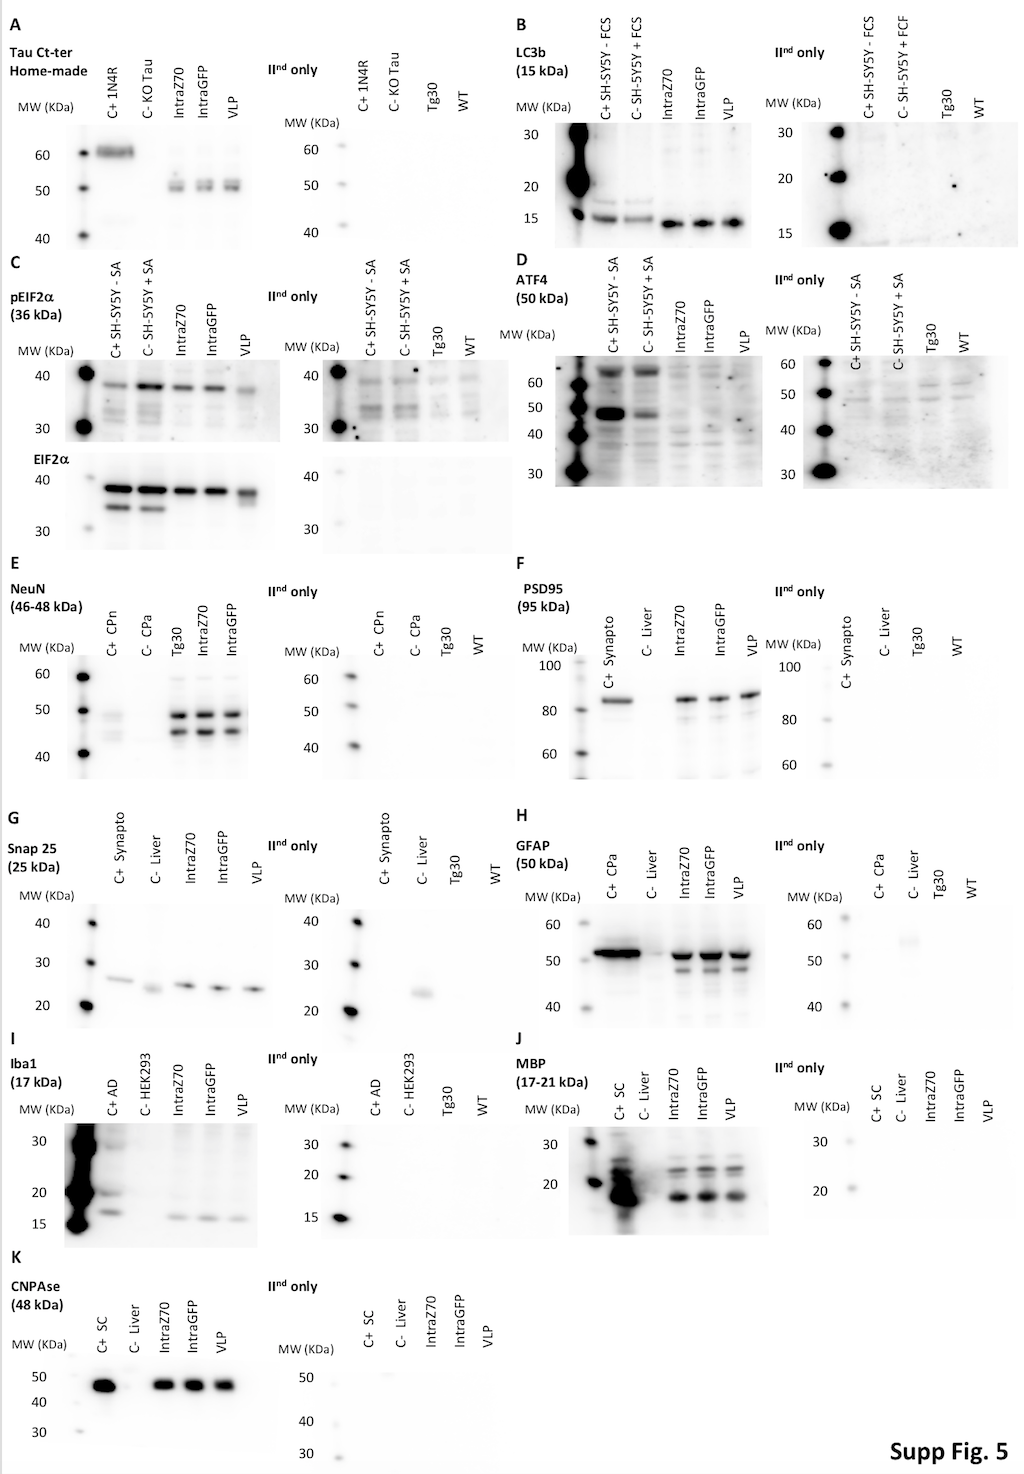 A
Tau Ct-ter
Home-made
MW (KDa)
C+ 1N4R
C- KO Tau
IntraZ70
IntraGFP
VLP
60
50
40
IInd only
MW (KDa)
C+ 1N4R
C- KO Tau
Tg30
WT
60
50
40
B
LC3b
(15 kDa)
MW (KDa)
C+ SH-SY5Y - FCS
C- SH-5Y5Y + FCS
IntraZ70
IntraGFP
VLP
30
20
15
IInd only
MW (KDa)
C+ SH-SY5Y - FCS
C- SH-5Y5Y + FCF
Tg30
WT
30
20
15
C
pEIF2α
(36 kDa)
MW (KDa)
C+ SH-SY5Y - SA
C- SH-5Y5Y + SA
IntraZ70
IntraGFP
VLP
40
30
EIF2α
40
30
IInd only
MW (KDa)
C+ SH-SY5Y - SA
C- SH-5Y5Y + SA
Tg30
WT
40
30
40
30
D
ATF4
(50 kDa)
MW (KDa)
C+ SH-SY5Y - SA
C- SH-5Y5Y + SA
IntraZ70
IntraGFP
VLP
60
50
40
30
IInd only
MW (KDa)
C+ SH-SY5Y - SA
C- SH-5Y5Y + SA
Tg30
WT
60
50
40
30
E
NeuN
(46-48 kDa)
MW (KDa)
C+ CPn
C- CPa
Tg30
IntraZ70
IntraGFP
60
50
40
IInd only
MW (KDa)
C+ CPn
C- CPa
Tg30
WT
60
50
40
F
PSD95
(95 kDa)
MW (KDa)
C+ Synapto
C- Liver
IntraZ70
IntraGFP
VLP
100
80
60
IInd only
MW (KDa)
C+ Synapto
C- Liver
Tg30
WT
100
80
60
G
Snap 25
(25 kDa)
MW (KDa)
C+ Synapto
C- Liver
IntraZ70
IntraGFP
VLP
40
30
20
IInd only
MW (KDa)
C+ Synapto
C- Liver
Tg30
WT
40
30
20
H
GFAP
(50 kDa)
MW (KDa)
C+ CPa
C- Liver
IntraZ70
IntraGFP
VLP
60
50
40
IInd only
MW (KDa)
C+ CPa
C- Liver
Tg30
WT
60
50
40
I
Iba1
(17 kDa)
MW (KDa)
C+ AD
C- HEK293
IntraZ70
IntraGFP
VLP
30
20
15
IInd only
MW (KDa)
C+ AD
C- HEK293
Tg30
WT
30
20
15
J
MBP
(17-21 kDa)
MW (KDa)
C+ SC
C- Liver
IntraZ70
IntraGFP
VLP
30
20
IInd only
MW (KDa)
C+ SC
C- Liver
IntraZ70
IntraGFP
VLP
30
20
K
CNPAse
(48 kDa)
MW (KDa)
C+ SC
C- Liver
IntraZ70
IntraGFP
VLP
50
40
30
IInd only
MW (KDa)
C+ SC
C- Liver
IntraZ70
IntraGFP
VLP
50
40
30
Supp Fig. 5